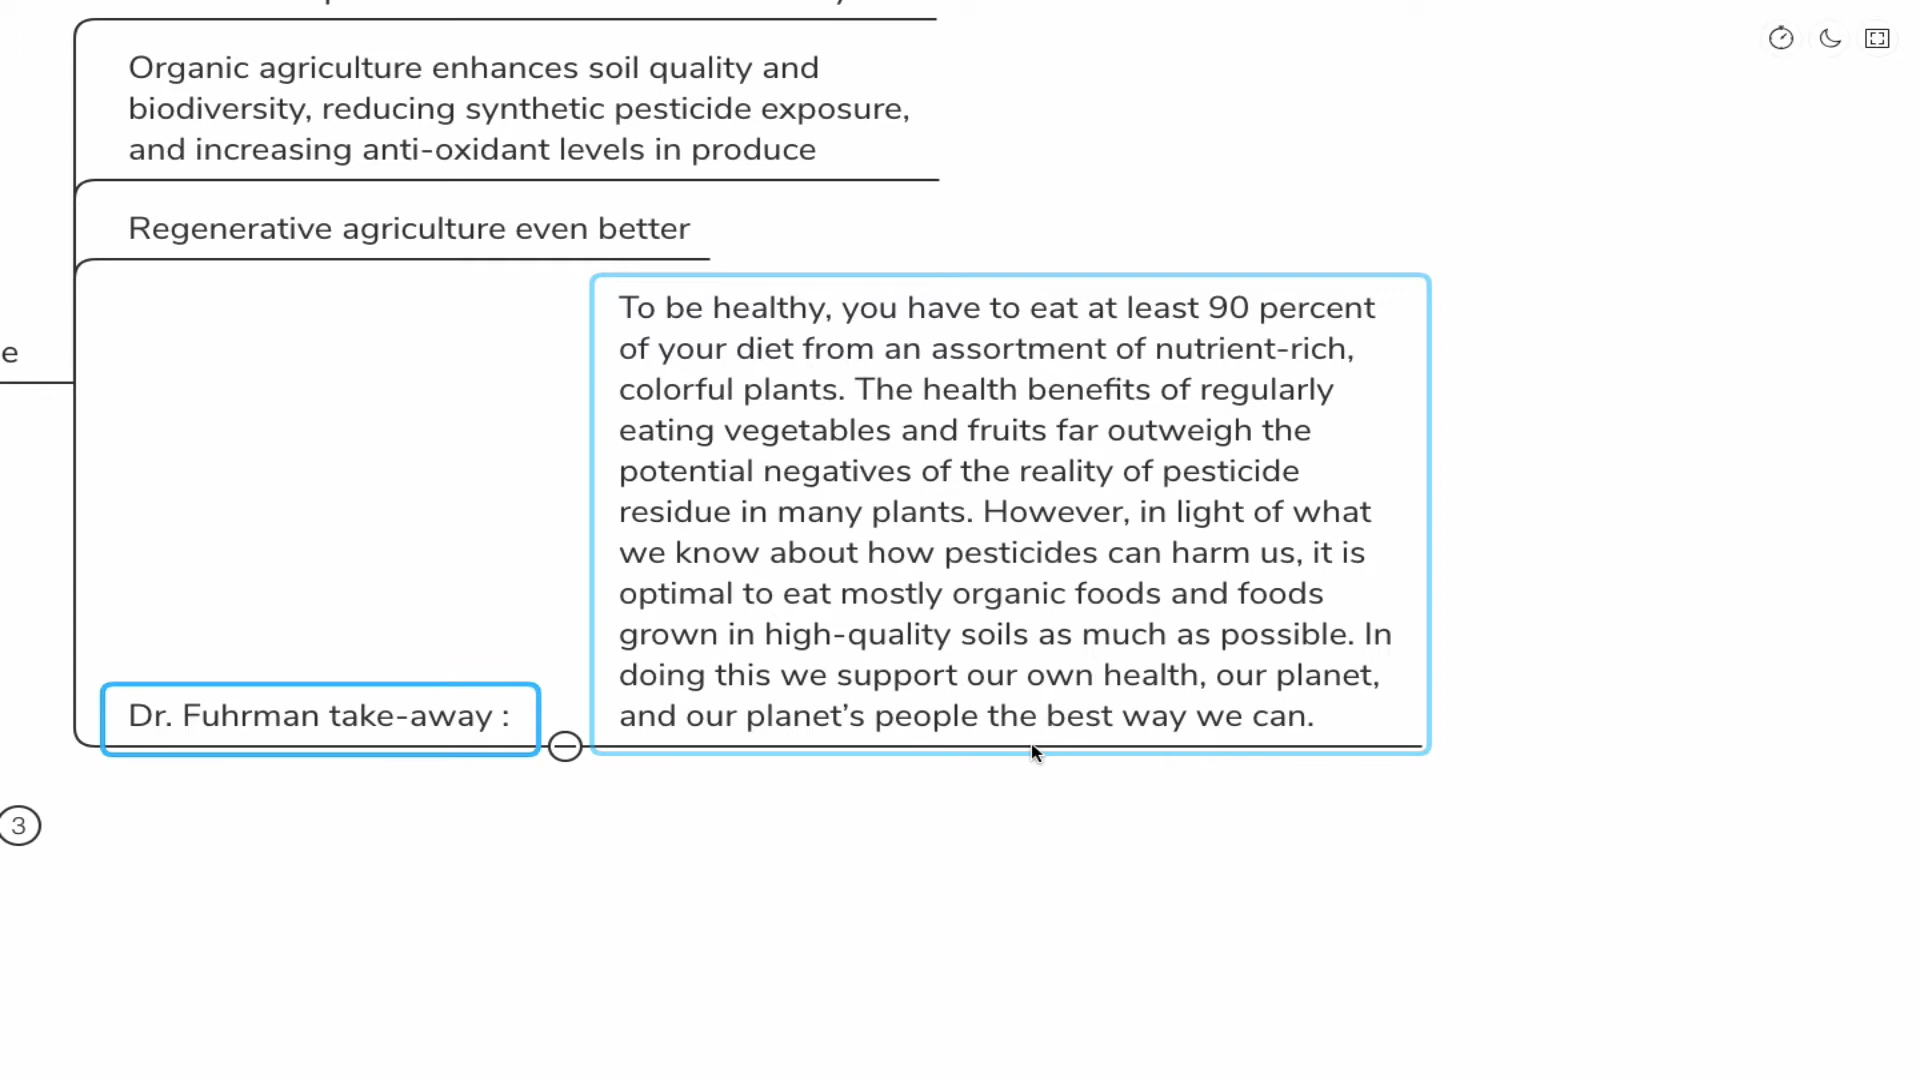 Organic agriculture enhances soil quality and
biodiversity, reducing synthetic pesticide exposure,
and increasing anti-oxidant levels in produce
Regenerative agriculture even better
e
To be healthy, you have to eat at least 90 percent
of your diet from an assortment of nutrient-rich,
colorful plants. The health benefits of regularly
eating vegetables and fruits far outweigh the
potential negatives of the reality of pesticide
residue in many plants. However, in light of what
we know about how pesticides can harm us, it is
optimal to eat mostly organic foods and foods
grown in high-quality soils as much as possible. In
doing this we support our own health, our planet,
and our planet’s people the best way we can.
Dr. Fuhrman take-away :
3